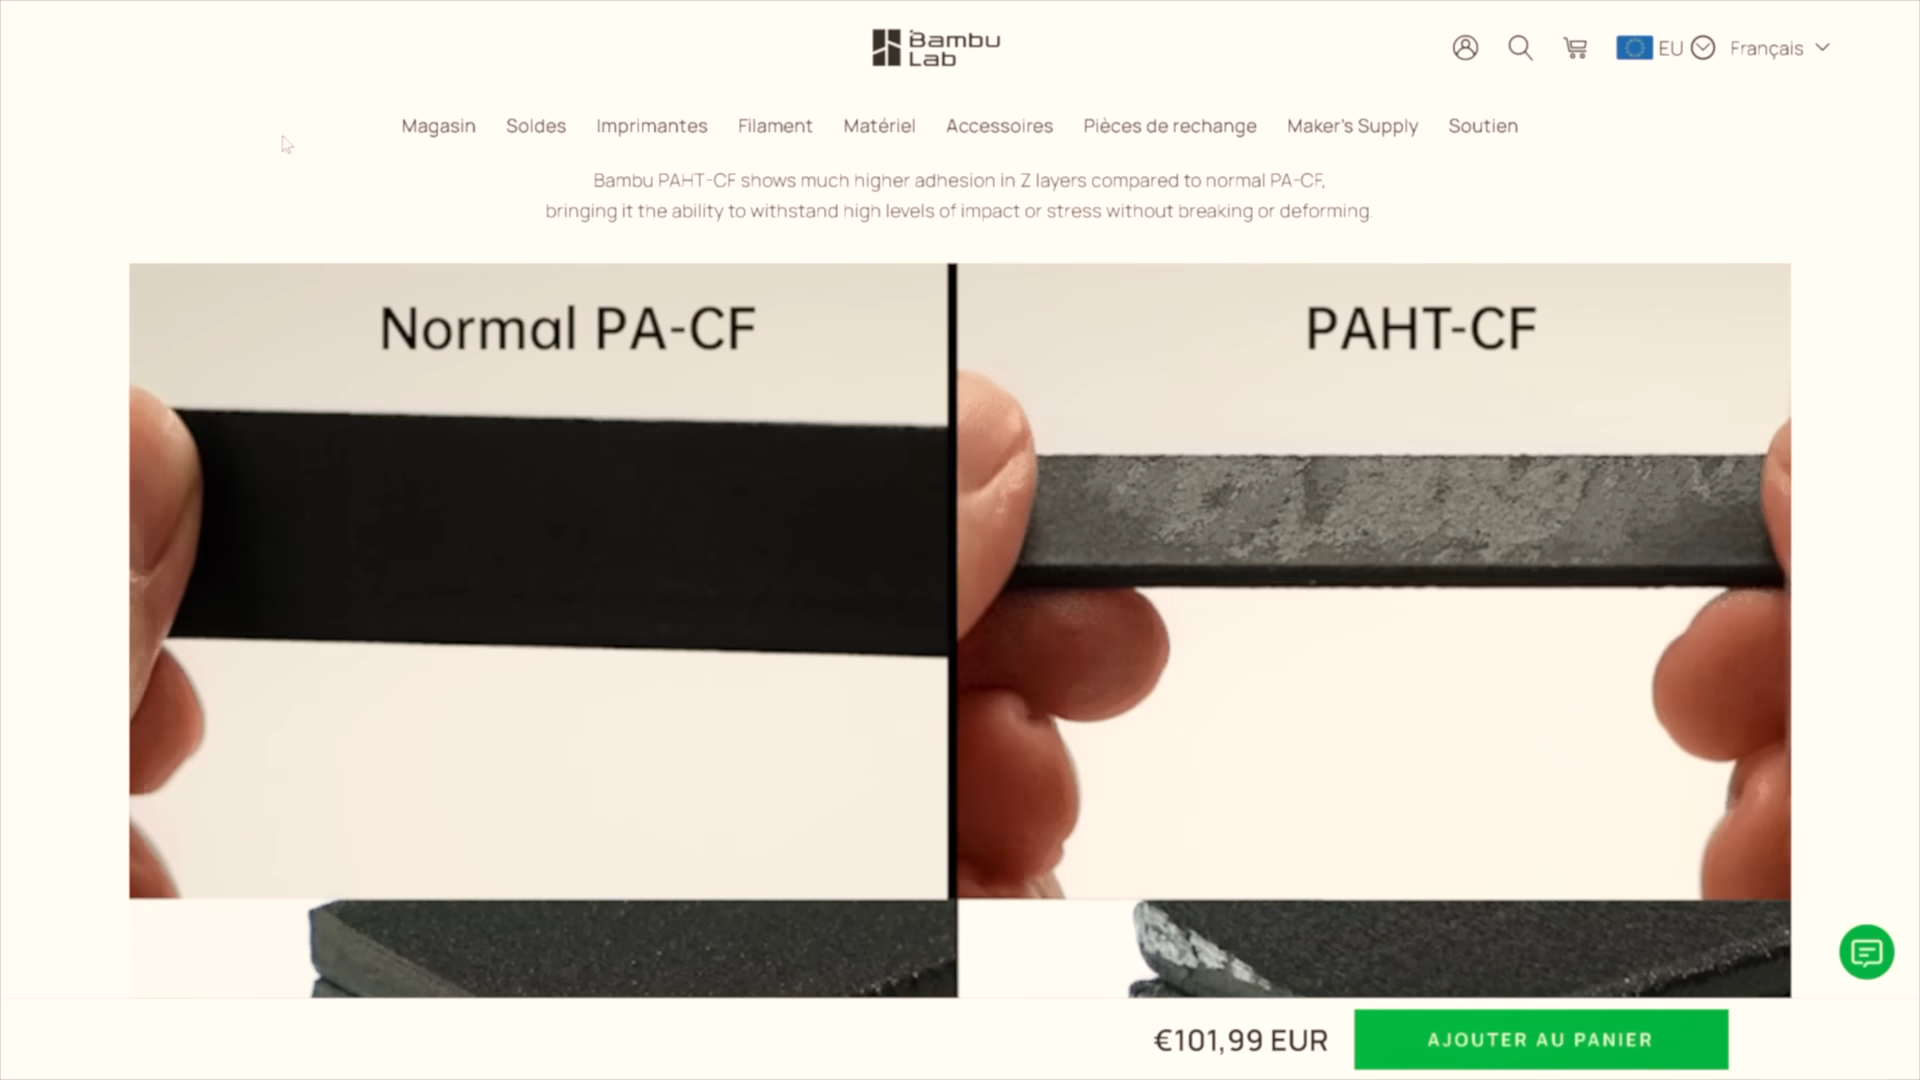 Bambu
Lab
EU
Français
Magasin
Soldes
Imprimantes
Filament
Matériel
Accessoires
Pièces de rechange
Maker's Supply
Soutien
Bambu PAHT-CF shows much higher adhesion in Z layers compared to normal PA-CF,
bringing it the ability to withstand high levels of impact or stress without breaking or deforming.
Normal PA-CF
PAHT-CF
€101,99 EUR
AJOUTER AU PANIER